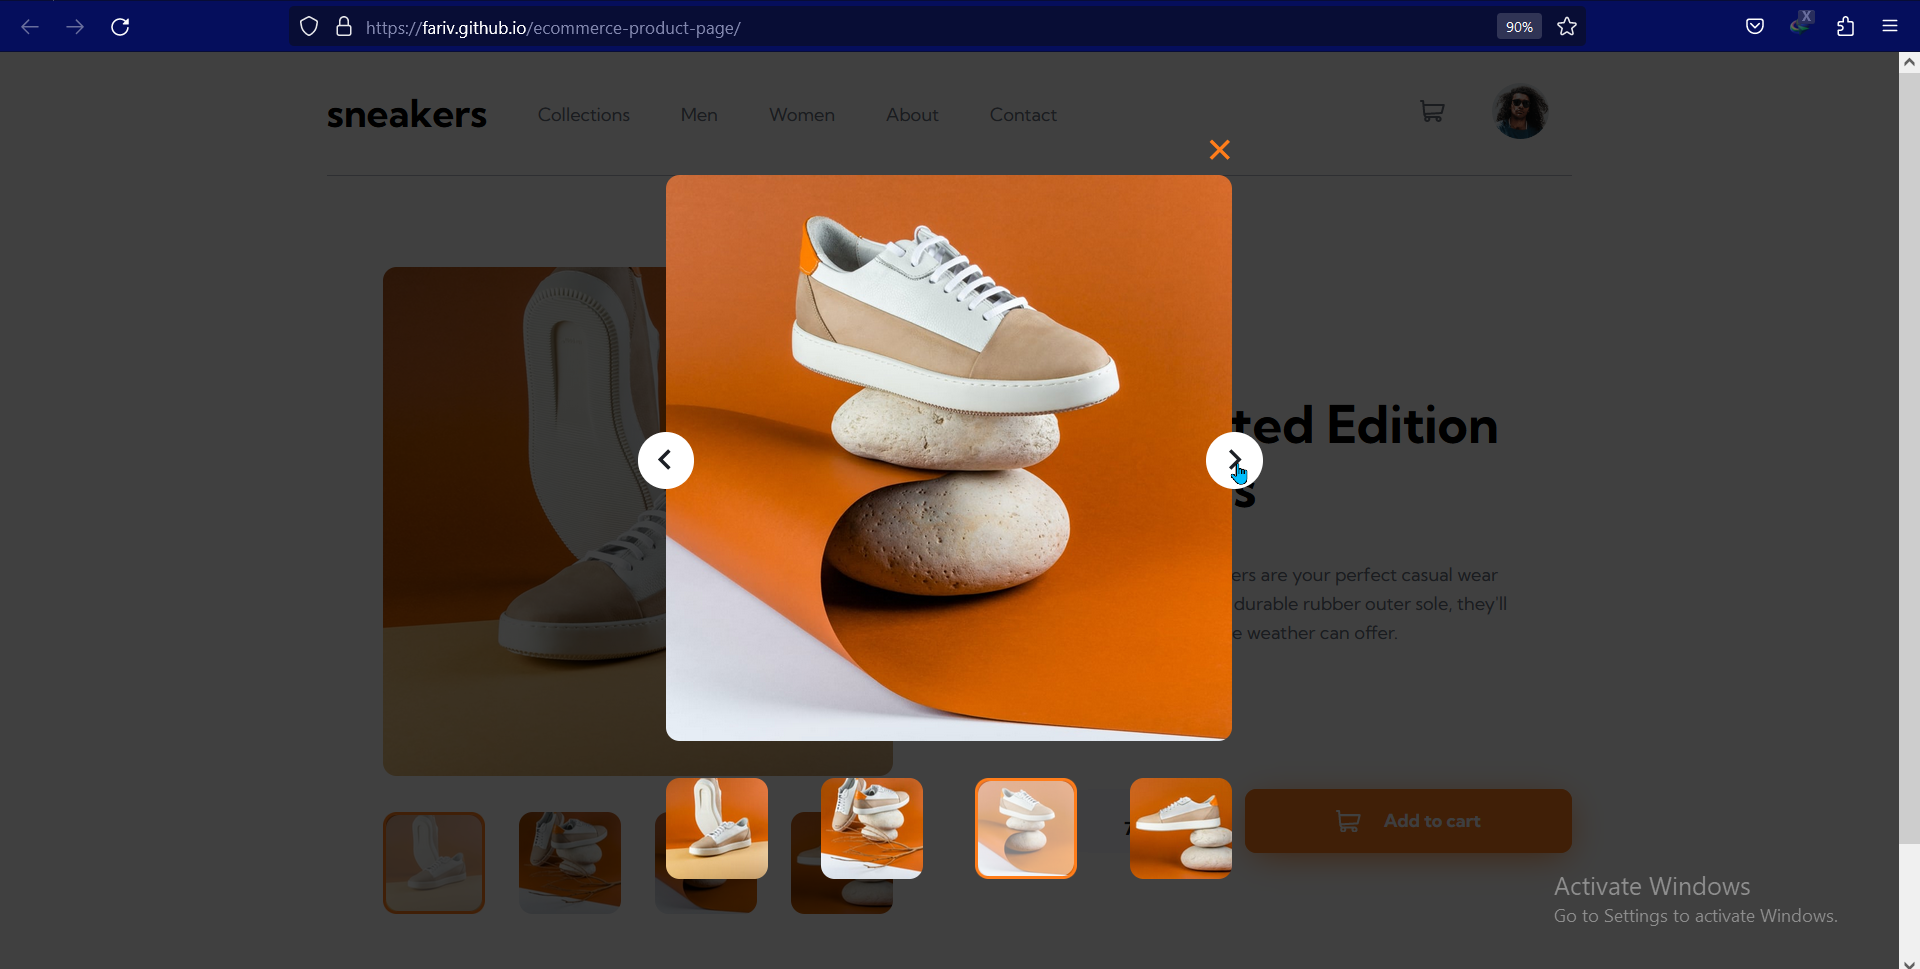 https://fariv.github.io/ecommerce-product-page/
90%
X
sneakers
Collections
Men
Women
About
Contact
ted Edition
s
ers are your perfect casual wear
durable rubber outer sole, they'll
e weather can offer.
7
Add to cart
Activate Windows
Go to Settings to activate Windows.